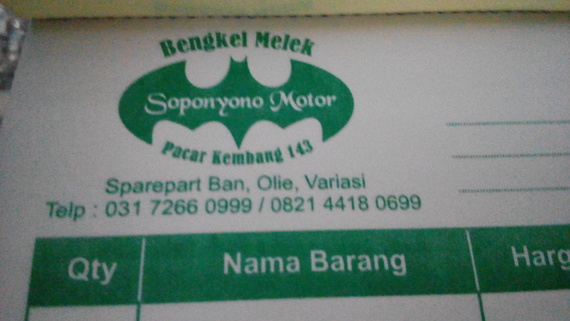 Bengkel Melek
Soponyono Motor
Pacar Kembang 143
Sparepart Ban, Olie, Variasi
Telp : 031 7266 0999 / 0821 4418 0699
Qty Nama Barang Harg